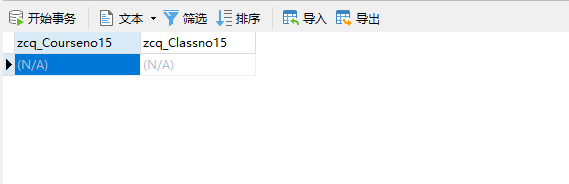 开始事务 文本 筛选 排序 导入 导出
zcq_Courseno15 zcq_Classno15
(N/A) (N/A)